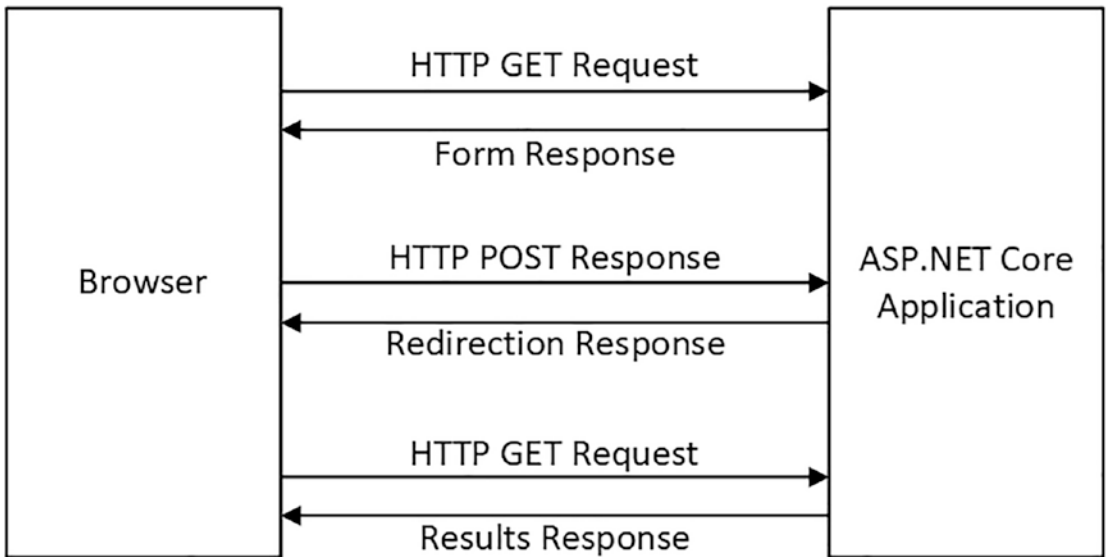 HTTP GET Request
Form Response
Browser
HTTP POST Response
Redirection Response
ASP.NET Core
Application
HTTP GET Request
Results Response